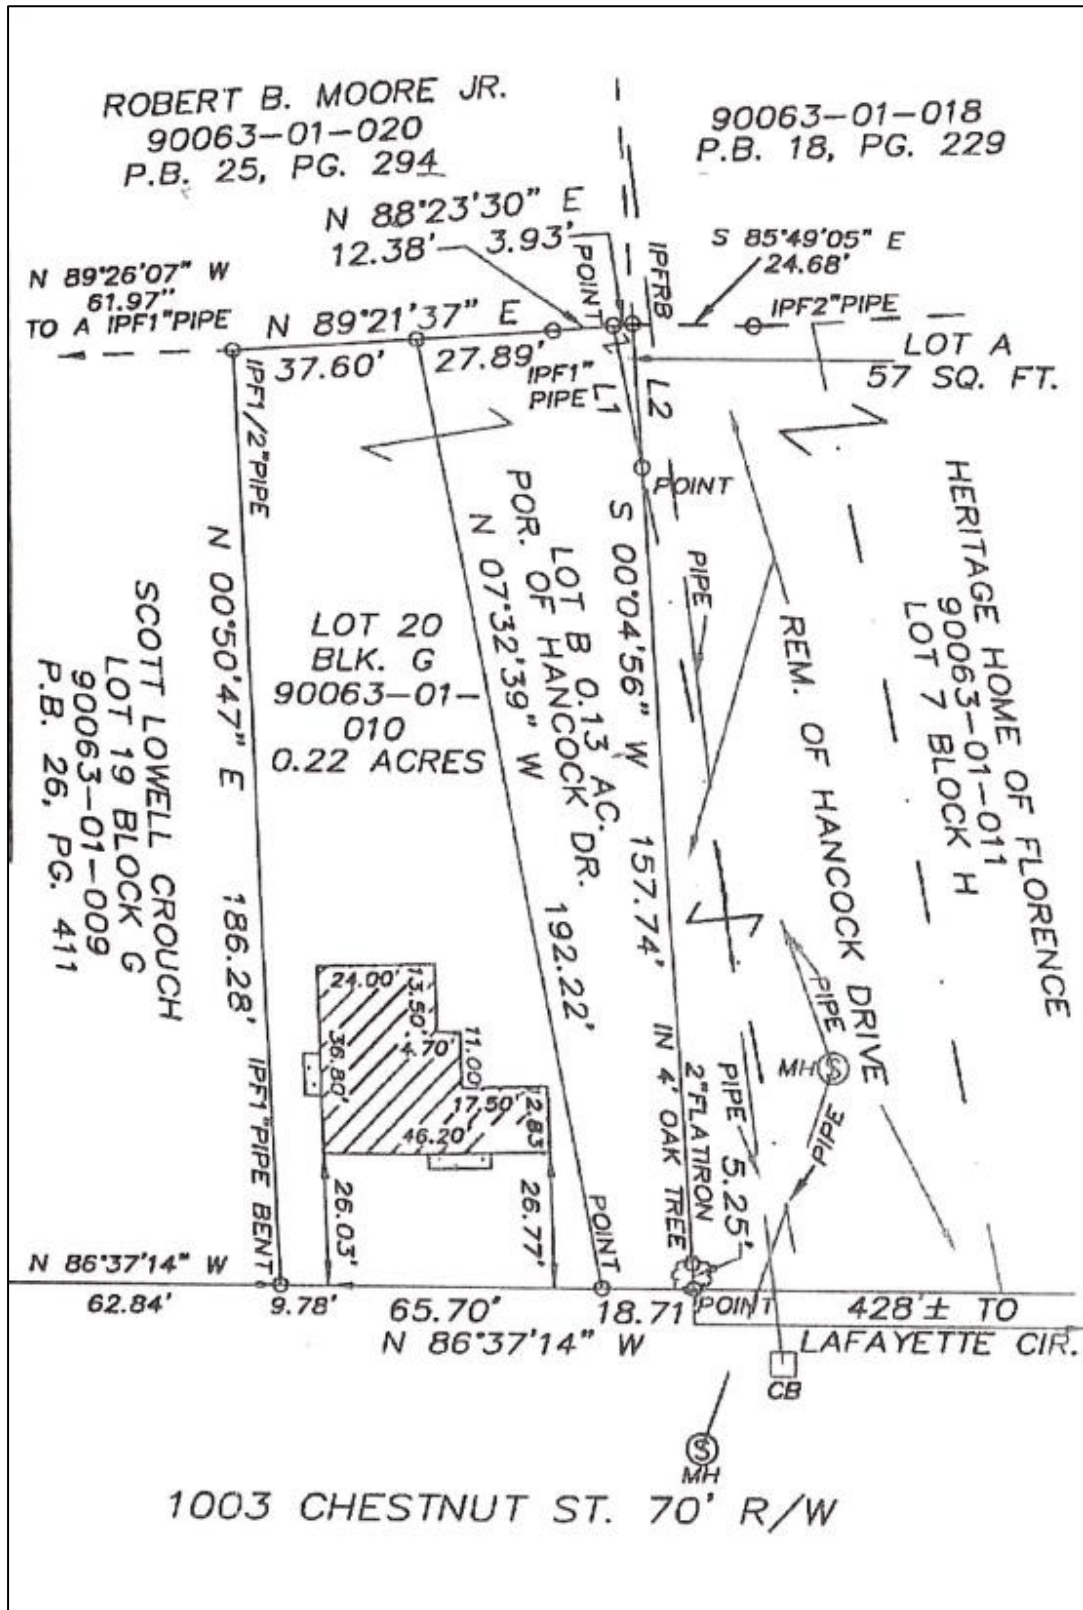 ROBERT B. MOORE JR.
90063-01-020
P.B. 25, PG. 294
90063-01-018
P.B. 18, PG. 229
N 88°23'30" E
12.38'
3.93'
POINT
IPFRB
S 85°49'05" E
24.68'
IPF2"PIPE
N 89°26'07" W
61.97"
TO A IPF1"PIPE
N 89°21'37" E
37.60'
27.89'
IPF1"
PIPE
L1
L2
LOT A
57 SQ. FT.
IPF1/2"PIPE
POINT
N 00°50'47" E 186.28'
IPF1"PIPE BENT
SCOTT LOWELL CROUCH
LOT 19 BLOCK G
90063-01-009
P.B. 26, PG. 411
LOT 20
BLK. G
90063-01-
010
0.22 ACRES
LOT B 0.13 AC.
POR. OF HANCOCK DR.
N 07°32'39" W 192.22'
S 00°04'56" W 157.74'
IN 4' OAK TREE
2"FLATIRON
PIPE
PIPE
5.25'
REM. OF HANCOCK DRIVE
HERITAGE HOME OF FLORENCE
90063-01-011
LOT 7 BLOCK H
PIPE
MH
S
PIPE
24.00'
13.50'
4.70'
11.00'
36.80'
17.50'
12.83
46.20'
26.03'
26.77'
POINT
N 86°37'14" W
62.84'
9.78'
65.70'
18.71
POINT
428'± TO
N 86°37'14" W
LAFAYETTE CIR.
CB
S
MH
1003 CHESTNUT ST. 70' R/W